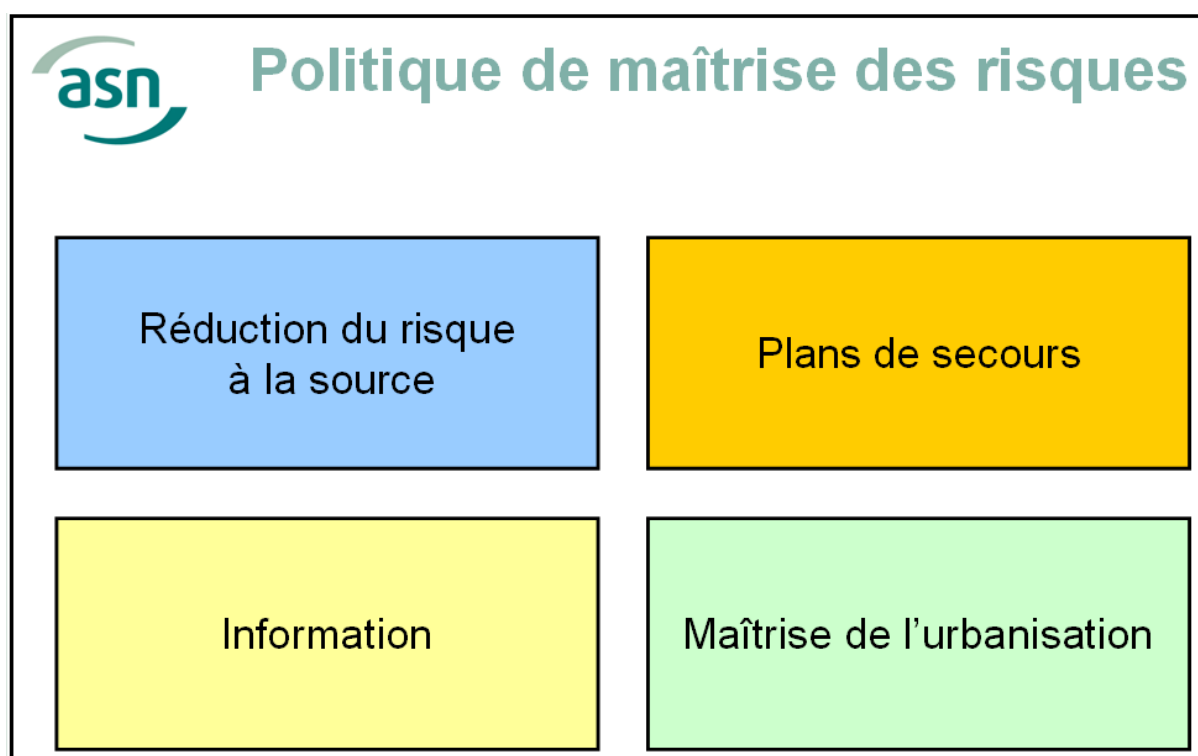 asn
Politique de maîtrise des risques
Réduction du risque
à la source
Plans de secours
Information
Maîtrise de l'urbanisation